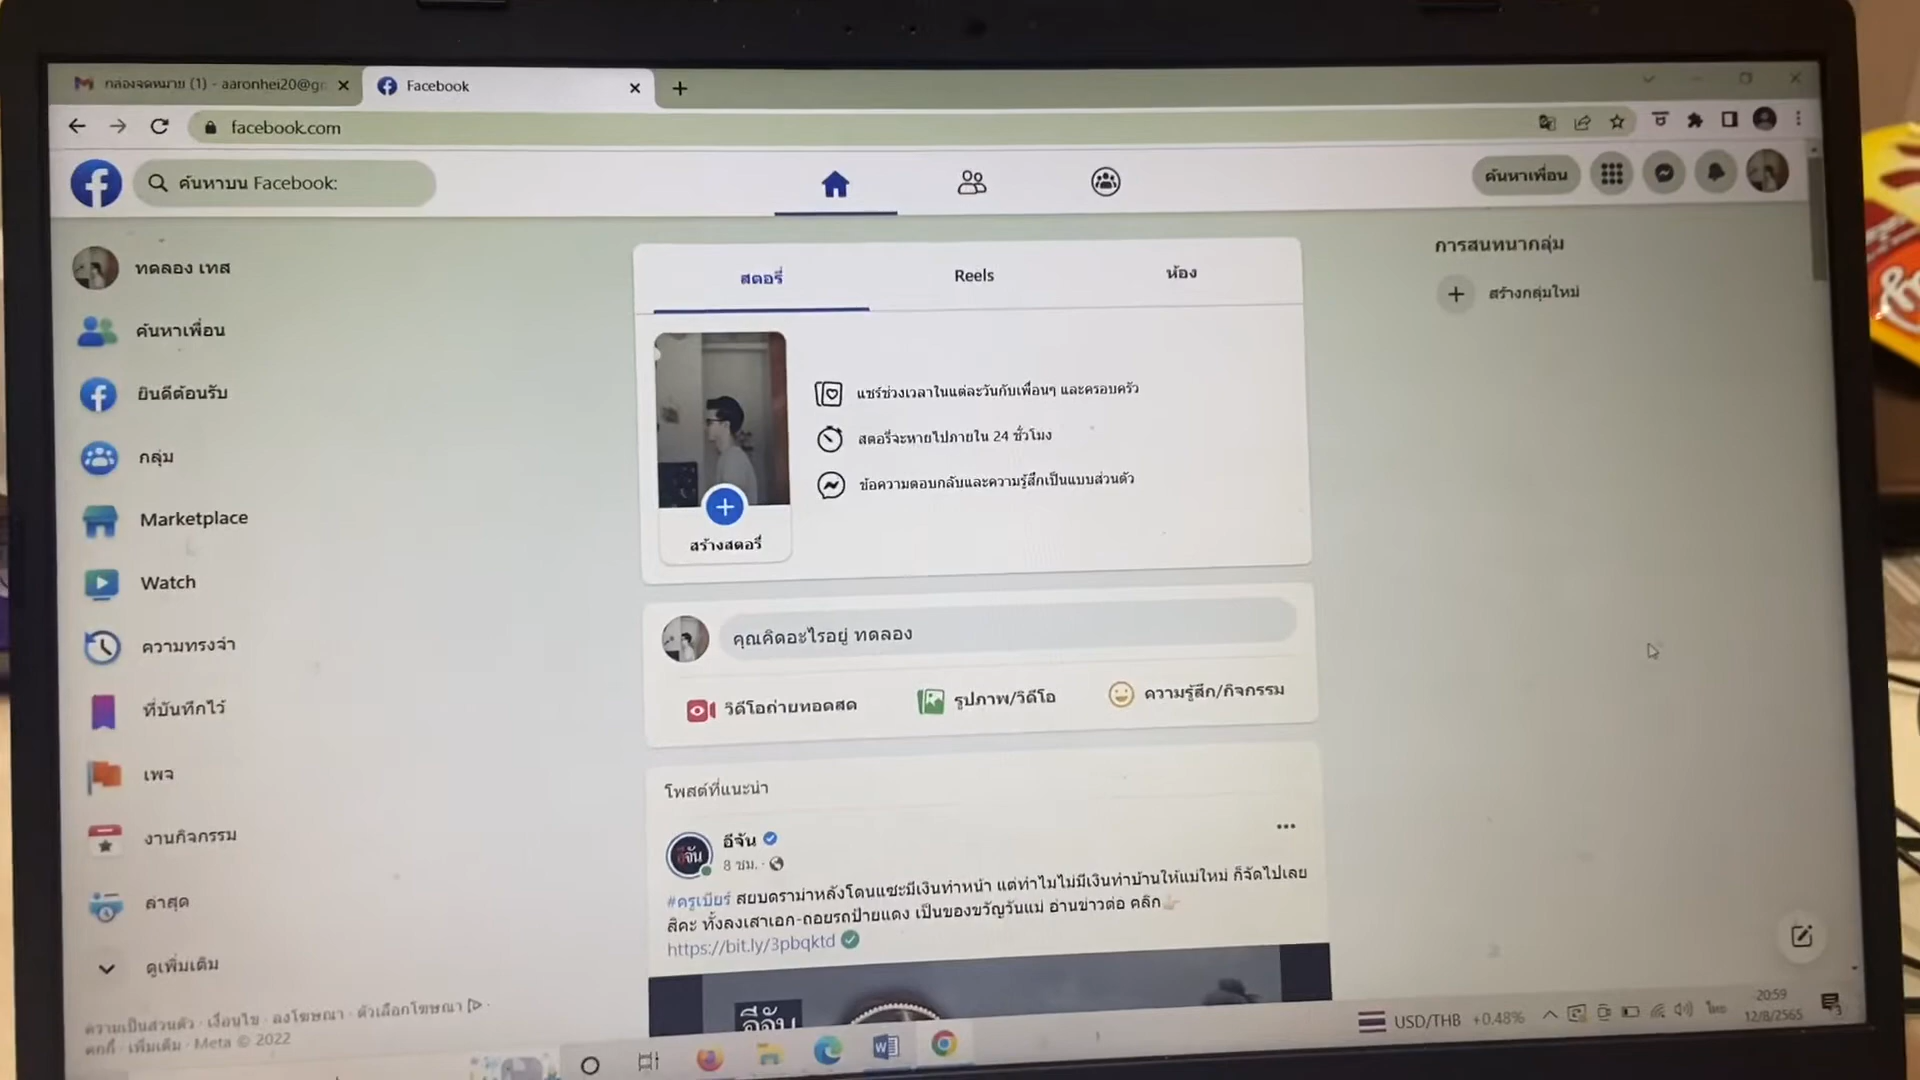 กล่องจดหมาย (1) - aaronhei20@gm
Facebook
facebook.com
ค้นหาบน Facebook:
ค้นหาเพื่อน
ทดลอง เทส
ค้นหาเพื่อน
ยินดีต้อนรับ
กลุ่ม
Marketplace
Watch
ความทรงจำ
ที่บันทึกไว้
เพจ
งานกิจกรรม
ล่าสุด
ดูเพิ่มเติม
ความเป็นส่วนตัว · เงื่อนไข · ลงโฆษณา · ตัวเลือกโฆษณา ·
คุกกี้ · เพิ่มเติม · Meta © 2022
สตอรี่
Reels
ห้อง
แชร์ช่วงเวลาในแต่ละวันกับเพื่อนๆ และครอบครัว
สตอรี่จะหายไปภายใน 24 ชั่วโมง
ข้อความตอบกลับและความรู้สึกเป็นแบบส่วนตัว
สร้างสตอรี่
คุณคิดอะไรอยู่ ทดลอง
วิดีโอถ่ายทอดสด
รูปภาพ/วิดีโอ
ความรู้สึก/กิจกรรม
โพสต์ที่แนะนำ
อีจัน
อีจัน
8 ชม. ·
#ครูเบียร์ สยบดราม่าหลังโดนแซะมีเงินทำหน้า แต่ทำไมไม่มีเงินทำบ้านให้แม่ใหม่ ก็จัดไปเลย
สิคะ ทั้งลงเสาเอก-ถอยรถป้ายแดง เป็นของขวัญวันแม่ อ่านข่าวต่อ คลิก
https://bit.ly/3pbqktd
อีจัน
การสนทนากลุ่ม
สร้างกลุ่มใหม่
USD/THB +0.48%
ไทย
20:59
12/8/2565